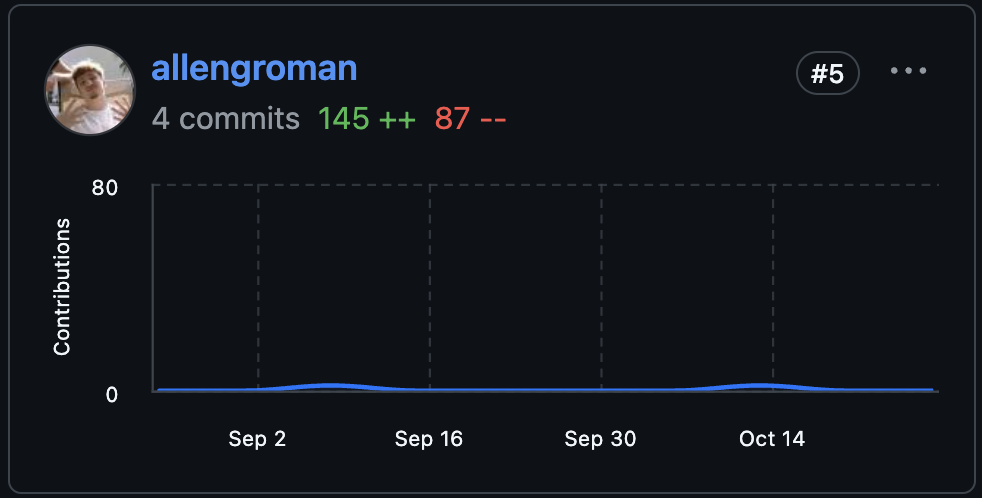 allengroman
#5
4 commits 145 ++ 87 --
80
Contributions
0
Sep 2 Sep 16 Sep 30 Oct 14